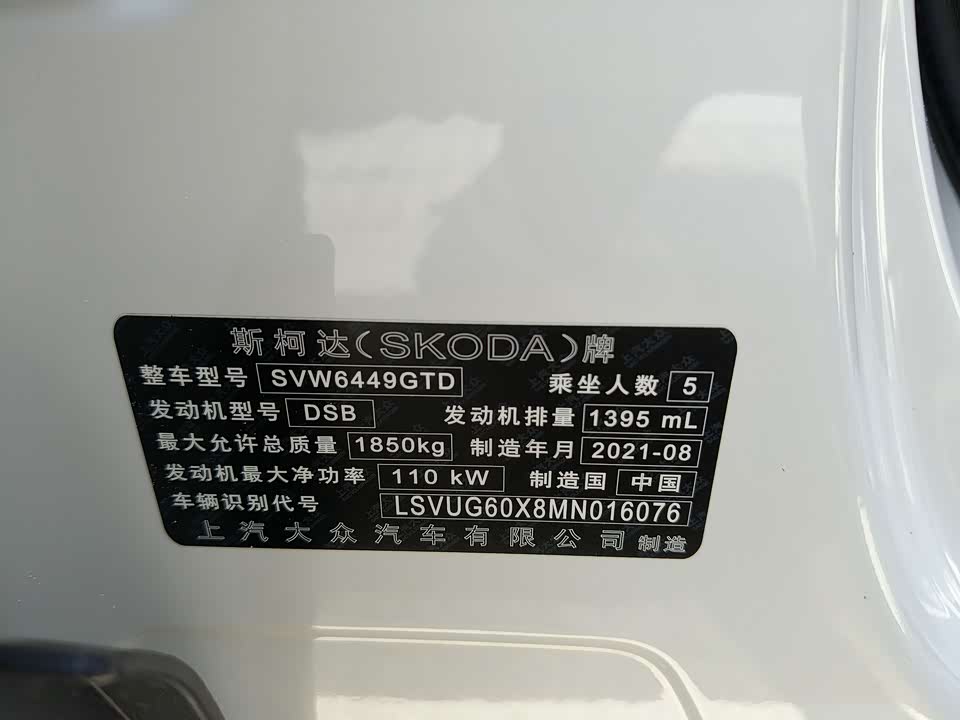 斯柯达(SKODA)牌
整车型号 SVW6449GTD 乘坐人数 5
发动机型号 DSB 发动机排量 1395 mL
最大允许总质量 1850kg 制造年月 2021-08
发动机最大净功率 110 kW 制造国 中国
车辆识别代号 LSVUG60X8MN016076
上汽大众汽车有限公司 制造